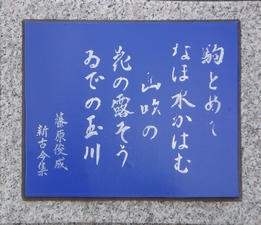 駒とめて
なほ水かはむ
山吹の
花の露そう
ゐでの玉川
藤原俊成
新古今集